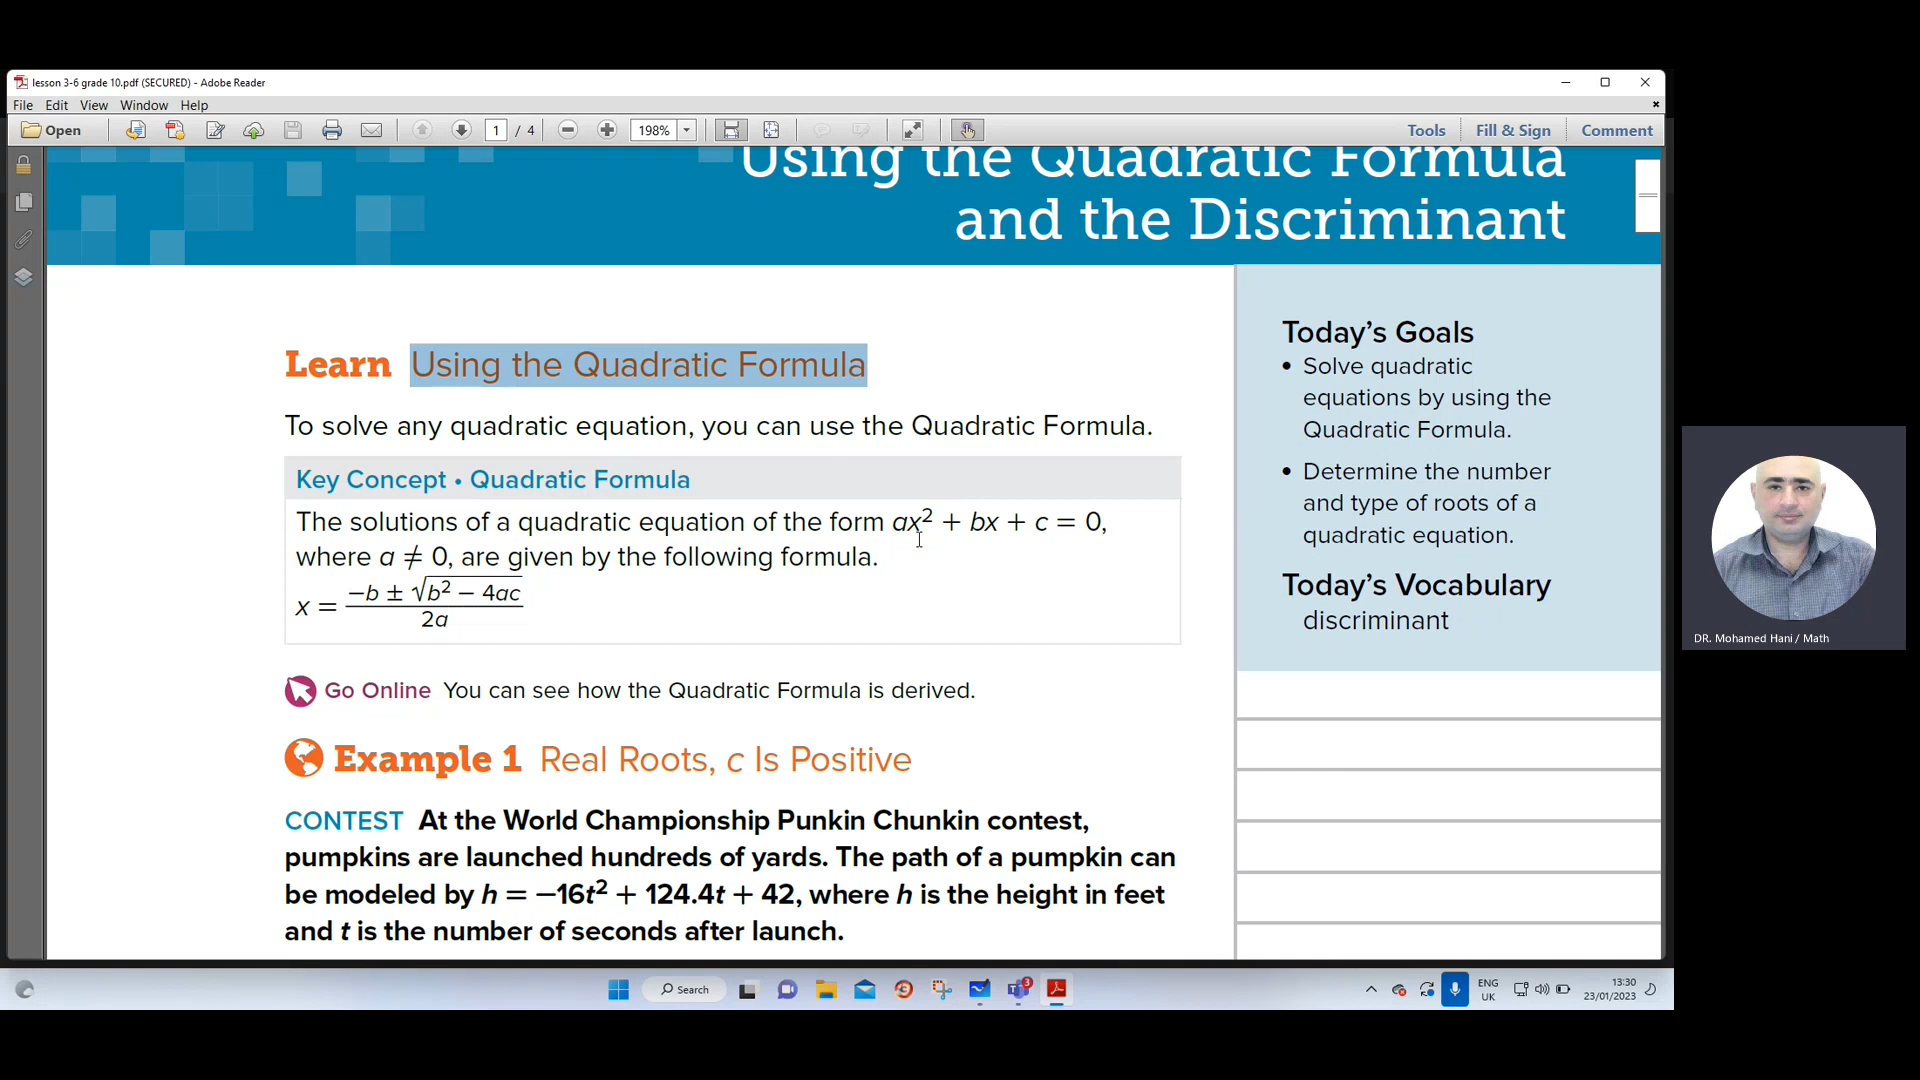 lesson 3-6 grade 10.pdf (SECURED) - Adobe Reader
File Edit View Window Help
Open 1 / 4 198% Tools Fill & Sign Comment
Using the Quadratic Formula
and the Discriminant
Learn Using the Quadratic Formula
To solve any quadratic equation, you can use the Quadratic Formula.
Key Concept • Quadratic Formula
The solutions of a quadratic equation of the form ax² + bx + c = 0,
where a ≠ 0, are given by the following formula.
x = (−b ± √(b² − 4ac)) / 2a
Go Online You can see how the Quadratic Formula is derived.
Example 1 Real Roots, c Is Positive
CONTEST At the World Championship Punkin Chunkin contest,
pumpkins are launched hundreds of yards. The path of a pumpkin can
be modeled by h = −16t² + 124.4t + 42, where h is the height in feet
and t is the number of seconds after launch.
Today's Goals
• Solve quadratic
equations by using the
Quadratic Formula.
• Determine the number
and type of roots of a
quadratic equation.
Today's Vocabulary
discriminant
DR. Mohamed Hani / Math
Search
3
ENG
UK
13:30
23/01/2023